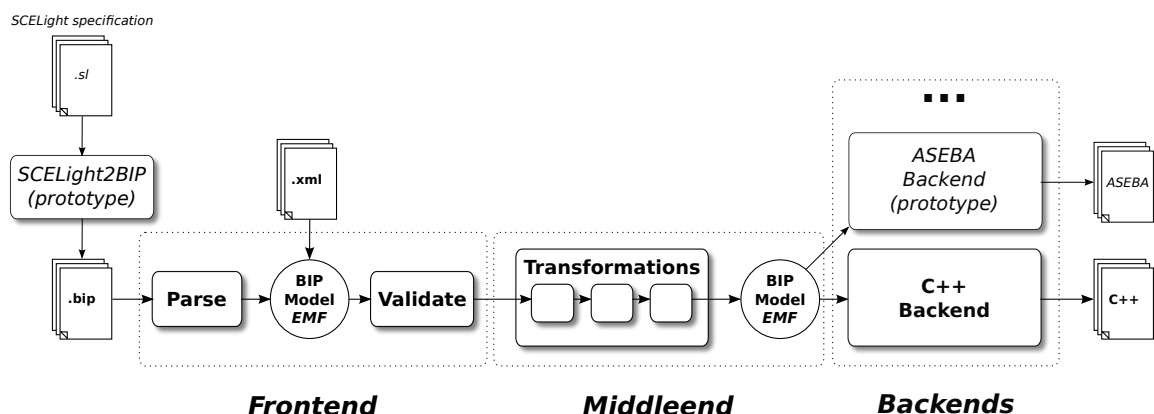 SCELight specification
.sl
SCELight2BIP
(prototype)
.bip
.xml
Parse
BIP
Model
EMF
Validate
Transformations
BIP
Model
EMF
...
ASEBA
Backend
(prototype)
C++
Backend
ASEBA
C++
Frontend
Middleend
Backends